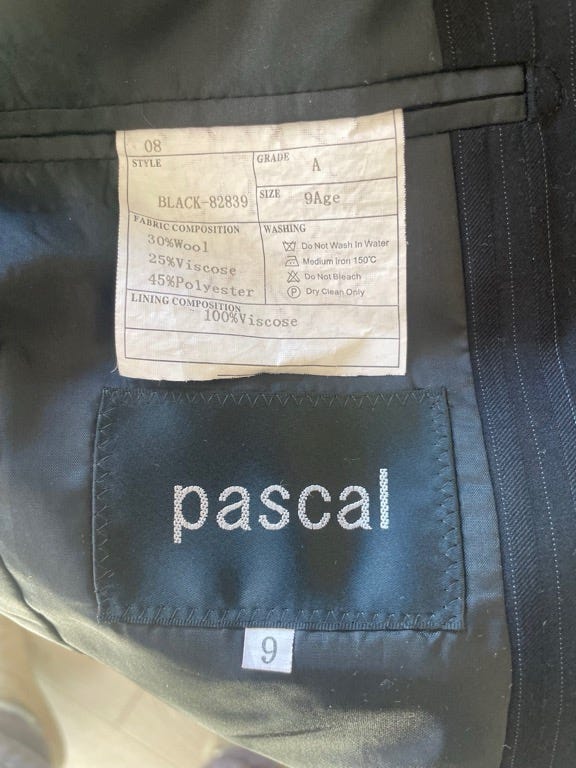 08
STYLE
BLACK-82839
GRADE
A
SIZE
9Age
FABRIC COMPOSITION
30%Wool
25%Viscose
45%Polyester
WASHING
Do Not Wash In Water
Medium Iron 150℃
Do Not Bleach
P Dry Clean Only
LINING COMPOSITION
100%Viscose
pascal
9